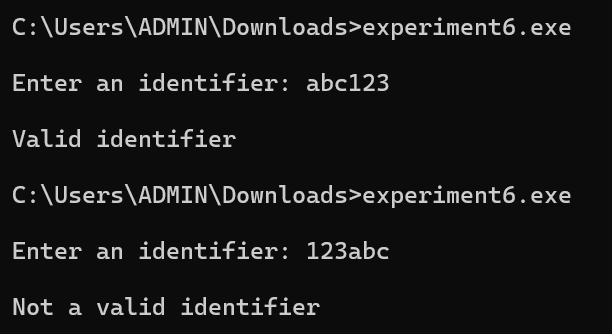 C:\Users\ADMIN\Downloads>experiment6.exe
Enter an identifier: abc123
Valid identifier
C:\Users\ADMIN\Downloads>experiment6.exe
Enter an identifier: 123abc
Not a valid identifier